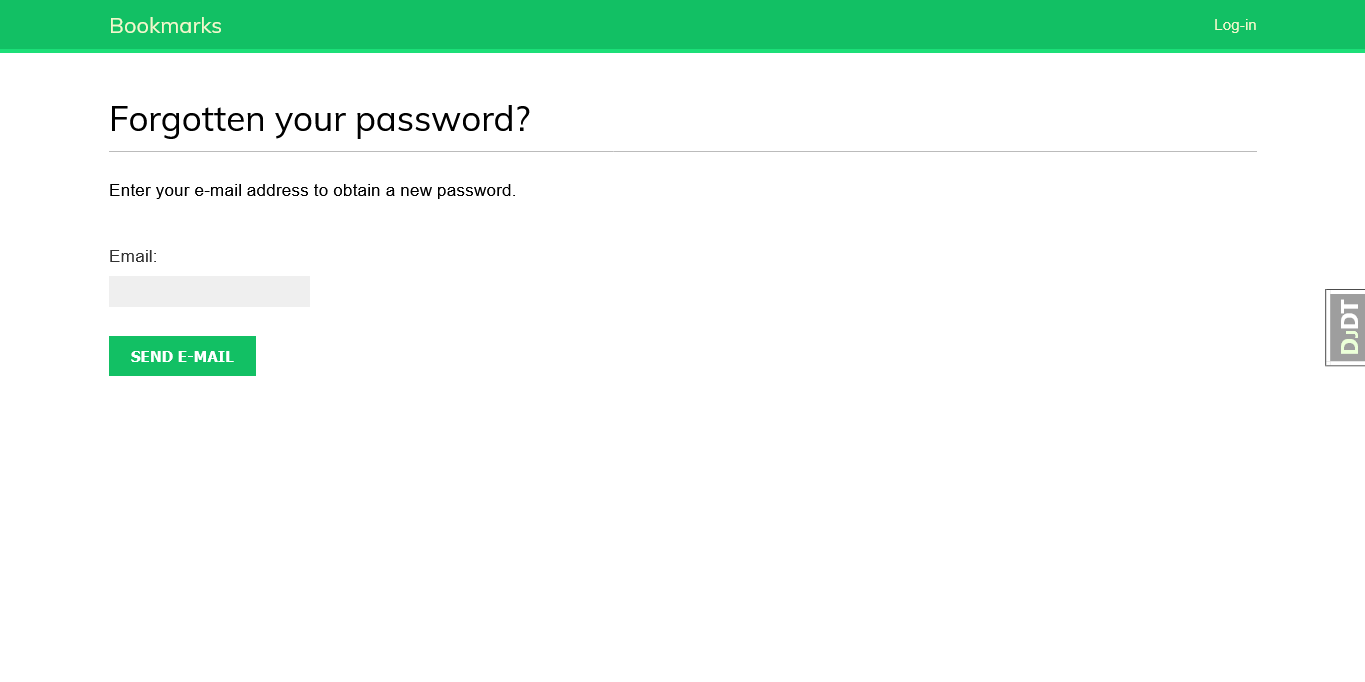 Bookmarks
Log-in
Forgotten your password?
Enter your e-mail address to obtain a new password.
Email:
SEND E-MAIL
DJDT